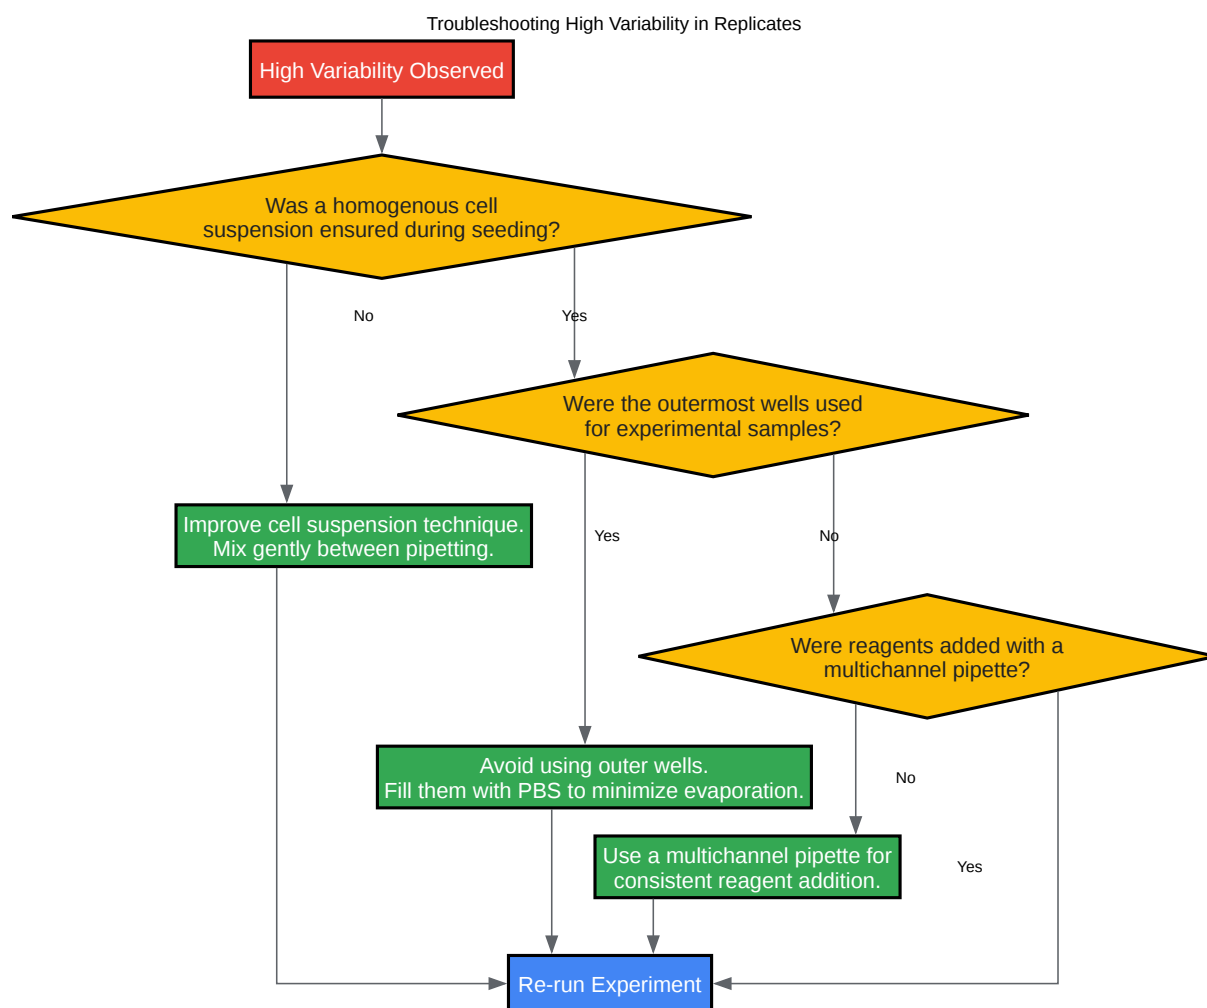 Troubleshooting High Variability in Replicates
High Variability Observed
Was a homogenous cell
suspension ensured during seeding?
No
Yes
Were the outermost wells used
for experimental samples?
Improve cell suspension technique.
Mix gently between pipetting.
Yes
No
Were reagents added with a
multichannel pipette?
Avoid using outer wells.
Fill them with PBS to minimize evaporation.
No
Use a multichannel pipette for
consistent reagent addition.
Yes
Re-run Experiment